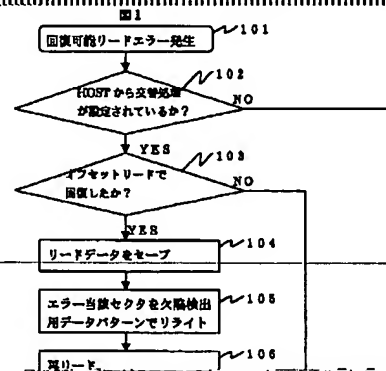 図1
101
回復可能リードエラー発生
102
HOSTから交替処理
が設定されているか?
NO
YES
103
オフセットリードで
回復したか?
NO
YES
104
リードデータをセーブ
105
エラー当該セクタを欠陥検出
用データパターンでリライト
106
再リード